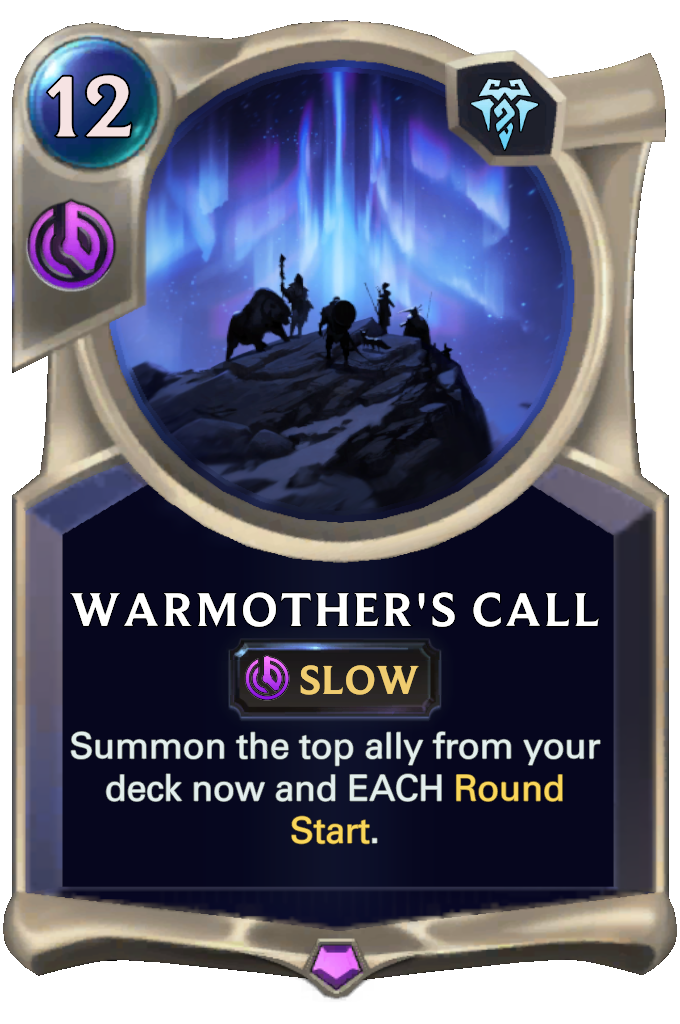 12
WARMOTHER'S CALL
SLOW
Summon the top ally from your
deck now and EACH Round
Start.